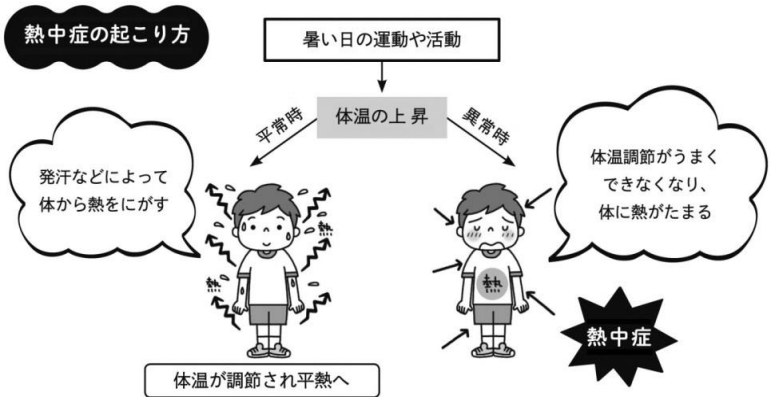 熱中症の起こり方
暑い日の運動や活動
体温の上昇
平常時
異常時
発汗などによって
体から熱をにがす
体温調節がうまく
できなくなり、
体に熱がたまる
熱
熱
熱
熱中症
体温が調節され平熱へ